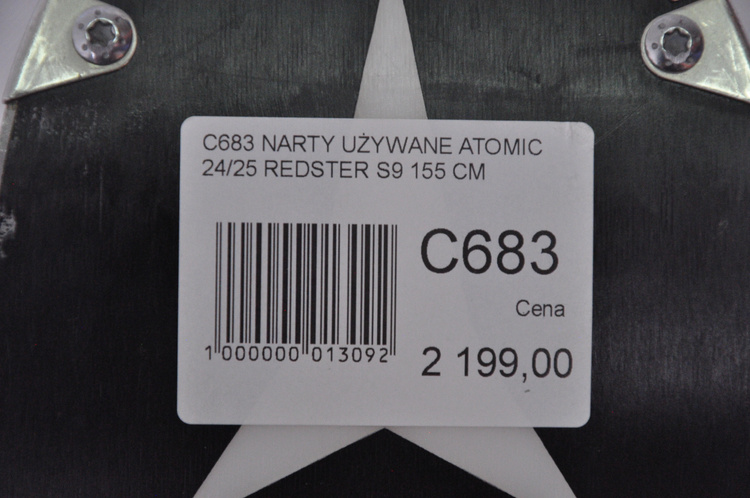 C683 NARTY UŻYWANE ATOMIC
24/25 REDSTER S9 155 CM
C683
Cena
1 000000 013092
2 199,00